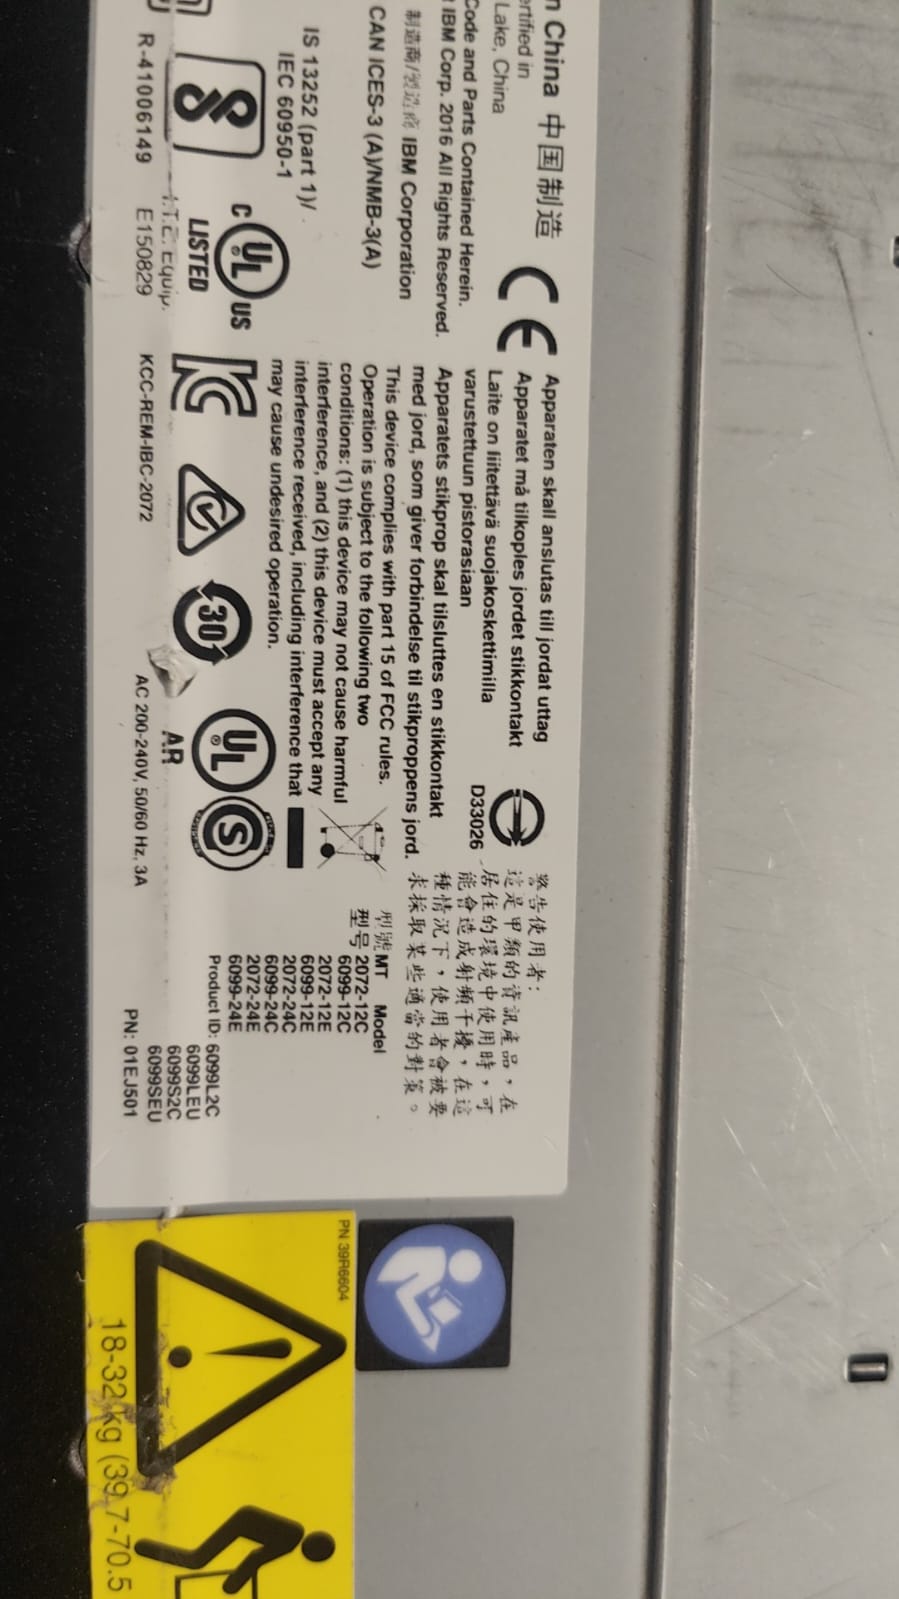 n China 中国制造
ertified in
Lake, China
Code and Parts Contained Herein.
IBM Corp. 2016 All Rights Reserved.
制造商/製造商 IBM Corporation
CAN ICES-3 (A)/NMB-3(A)
IS 13252 (part 1)/
IEC 60950-1
R-41006149
C UL US
LISTED
I.T.E. Equip.
E150829
CE
Apparaten skall anslutas till jordat uttag
Apparatet må tilkoples jordet stikkontakt
Laite on liitettävä suojakoskettimilla
varustettuun pistorasiaan
Apparatets stikprop skal tilsluttes en stikkontakt
med jord, som giver forbindelse til stikproppens jord.
This device complies with part 15 of FCC rules.
Operation is subject to the following two
conditions: (1) this device may not cause harmful
interference, and (2) this device must accept any
interference received, including interference that
may cause undesired operation.
KCC-REM-IBC-2072
30
UL
S
AR
AC 200-240V, 50/60 Hz, 3A
D33026
警告使用者：
這是甲類的資訊產品，在
居住的環境中使用時，可
能會造成射頻干擾，在這
種情況下，使用者會被要
求採取某些適當的對策。
型號 MT Model
型号 2072-12C
6099-12C
2072-12E
6099-12E
2072-24C
6099-24C
2072-24E
6099-24E
Product ID: 6099L2C
6099LEU
6099S2C
6099SEU
PN: 01EJ501
PN 39R6604
18-32 kg (39.7-70.5